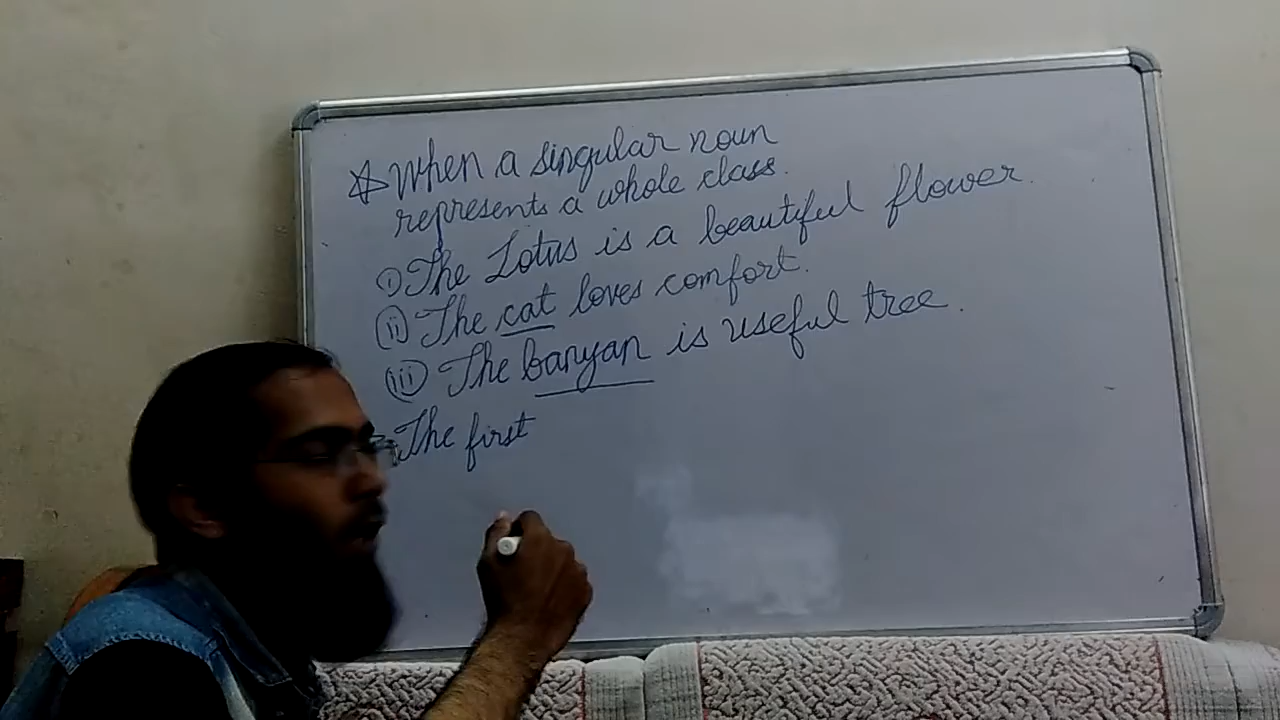 ☆ When a singular noun
represents a whole class.
(i) The Lotus is a beautiful flower.
(ii) The cat loves comfort.
(iii) The banyan is useful tree.
The first